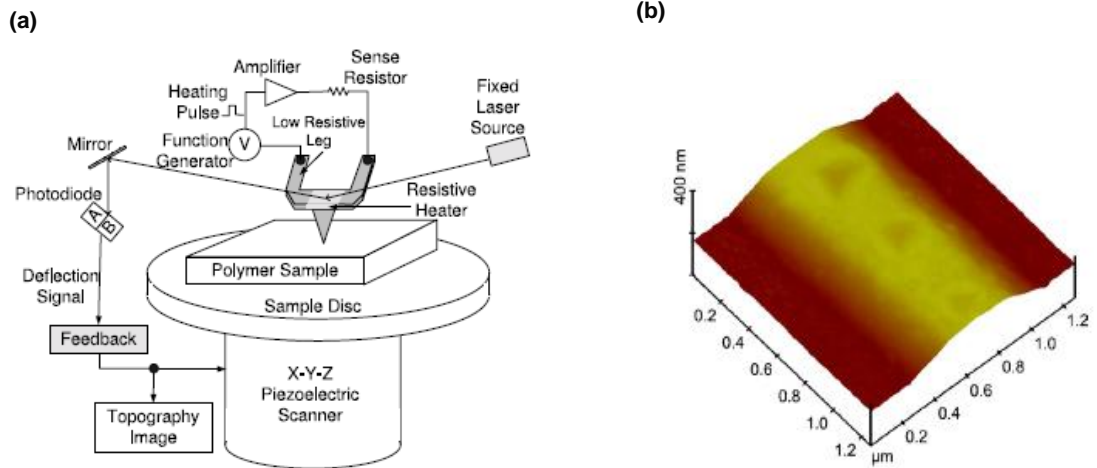 (a)
Amplifier
Sense
Resistor
Heating
Pulse
Low Resistive
Leg
Fixed
Laser
Source
Mirror
Function
Generator
V
Photodiode
A
B
Resistive
Heater
Polymer Sample
Deflection
Signal
Sample Disc
Feedback
X-Y-Z
Piezoelectric
Scanner
Topography
Image
(b)
400 nm
0.2
0.4
0.6
0.8
1.0
1.2
µm
0.2
0.4
0.6
0.8
1.0
1.2